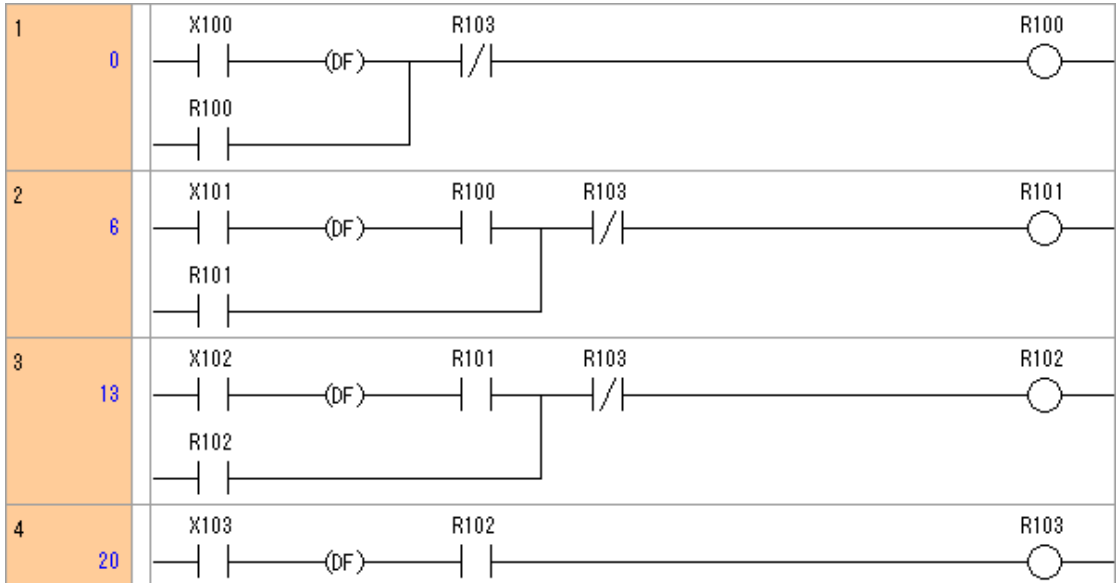 1 X100 R103 R100
0 (DF)
R100
2 X101 R100 R103 R101
6 (DF)
R101
3 X102 R101 R103 R102
13 (DF)
R102
4 X103 R102 R103
20 (DF)